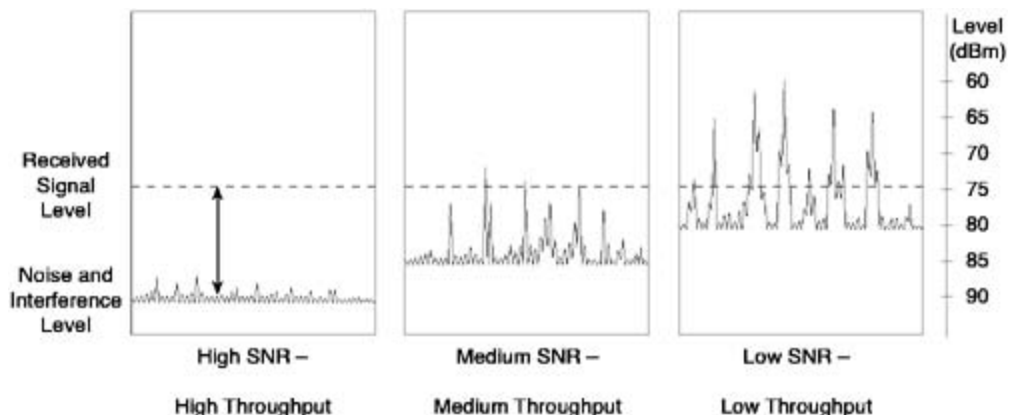 Level
(dBm)
60
65
70
75
80
85
90
Received
Signal
Level
Noise and
Interference
Level
High SNR –
High Throughput
Medium SNR –
Medium Throughput
Low SNR –
Low Throughput